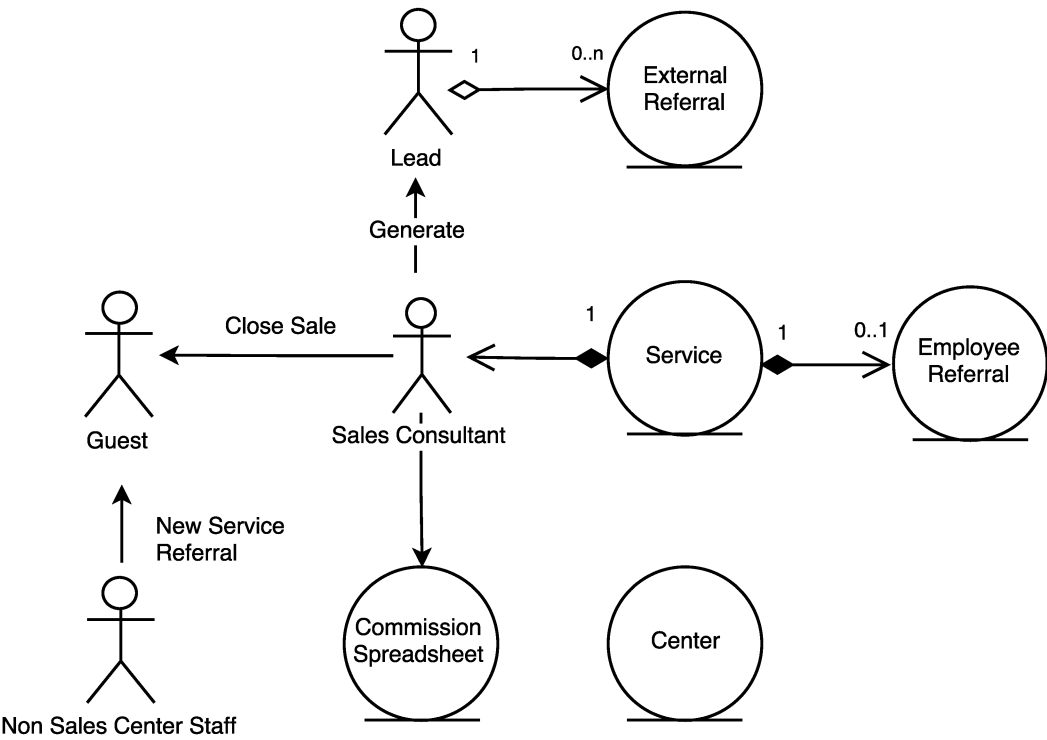 1
0..n
External
Referral
Lead
Generate
Close Sale
1
Service
1
0..1
Employee
Referral
Guest
Sales Consultant
New Service
Referral
Commission
Spreadsheet
Center
Non Sales Center Staff